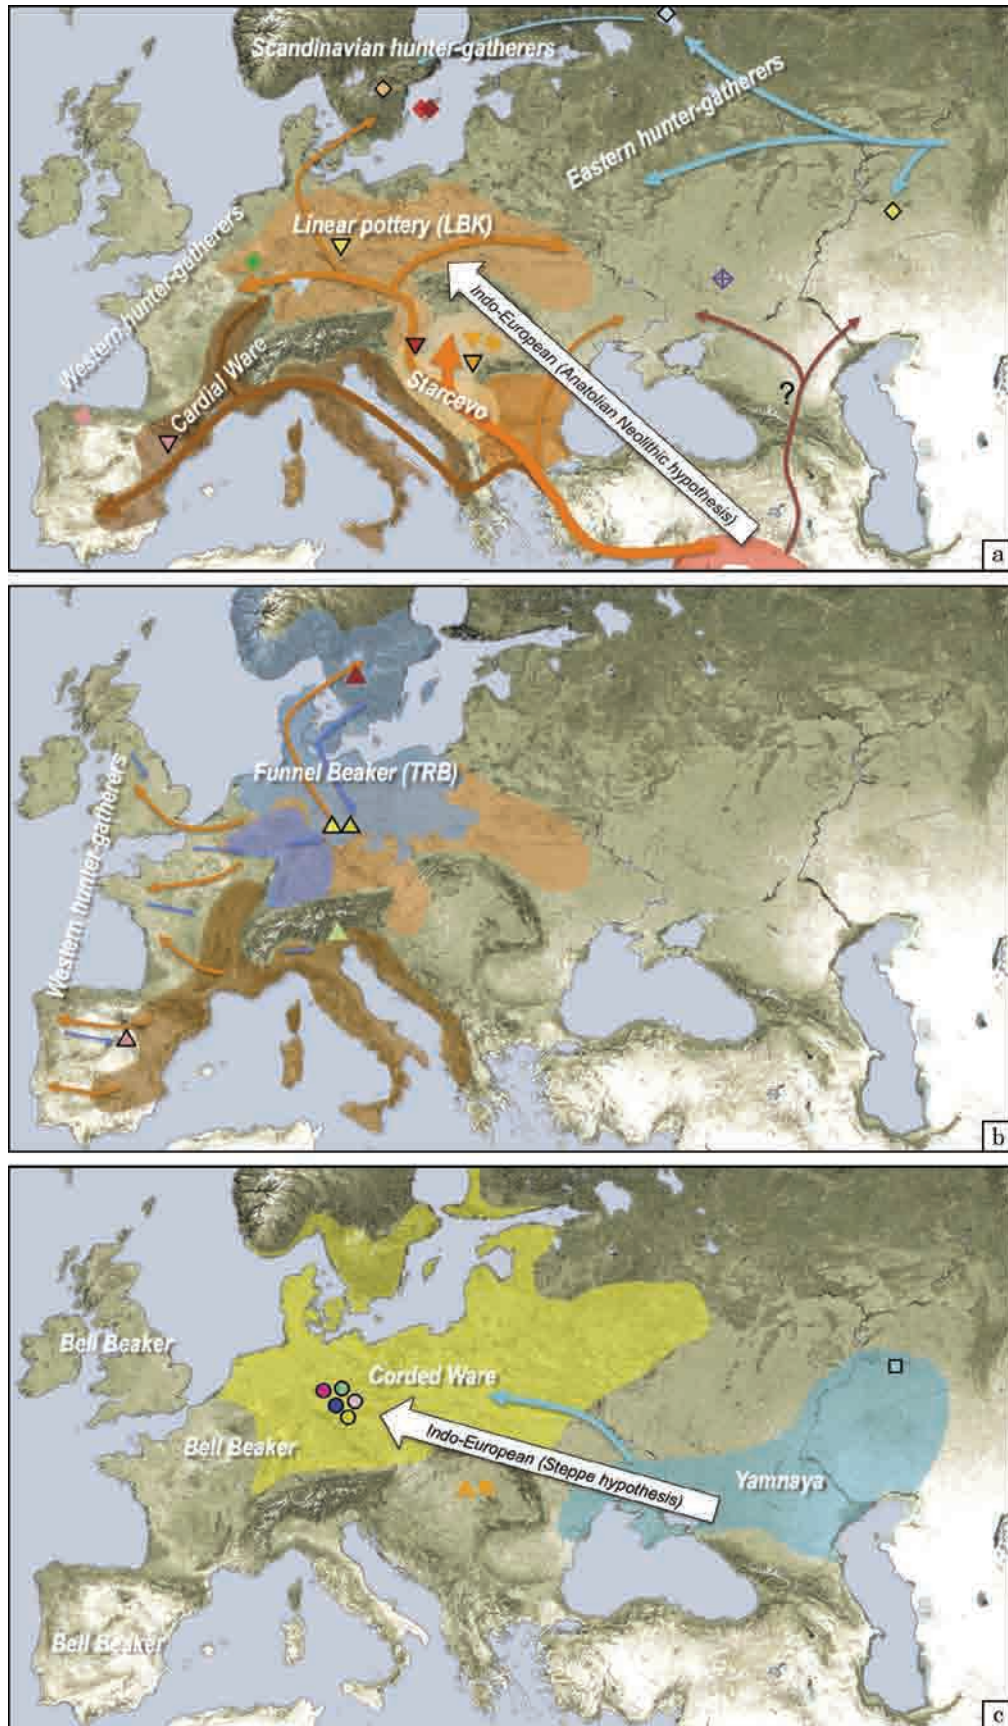 Scandinavian hunter-gatherers
Eastern hunter-gatherers
Western hunter-gatherers
Linear pottery (LBK)
Cardial Ware
Starcevo
Indo-European (Anatolian Neolithic hypothesis)
?
a
Western hunter-gatherers
Funnel Beaker (TRB)
b
Bell Beaker
Corded Ware
Bell Beaker
Indo-European (Steppe hypothesis)
Yamnaya
Bell Beaker
c